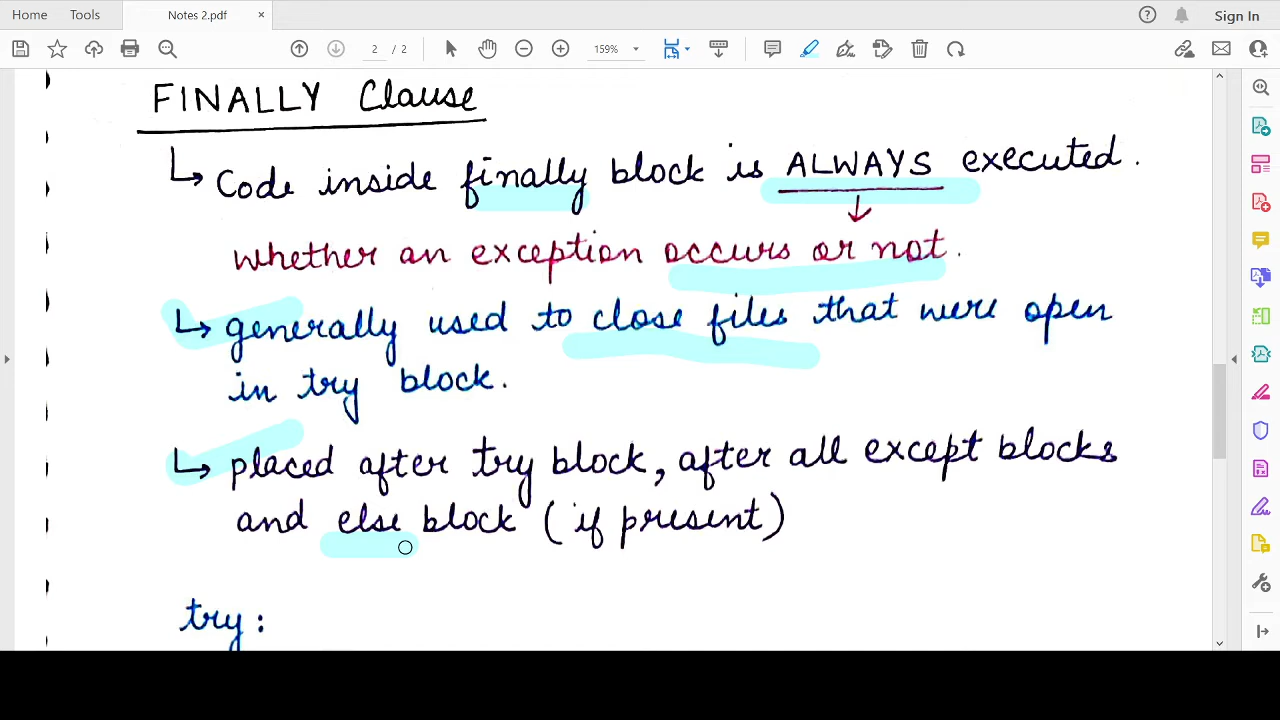 Home Tools Notes 2.pdf × Sign In
2 / 2 159%
FINALLY Clause
↳ Code inside finally block is ALWAYS executed.
whether an exception occurs or not.
↳ generally used to close files that were open
in try block.
↳ placed after try block, after all except blocks
and else block (if present)
try: